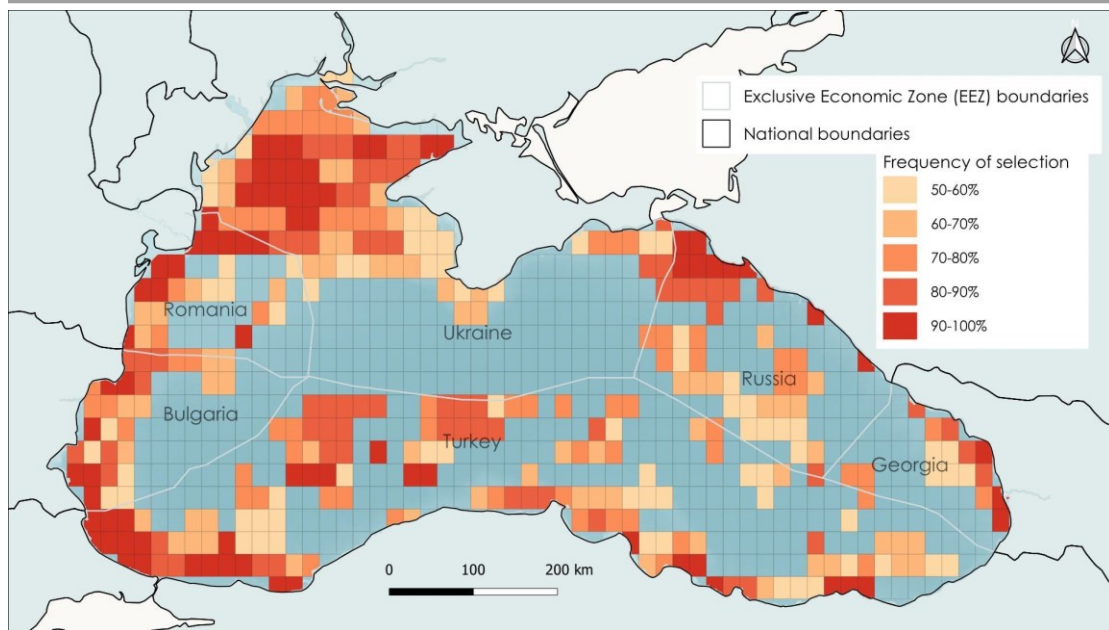 N
Exclusive Economic Zone (EEZ) boundaries
National boundaries
Frequency of selection
50-60%
60-70%
70-80%
80-90%
90-100%
Romania
Ukraine
Russia
Bulgaria
Turkey
Georgia
0 100 200 km